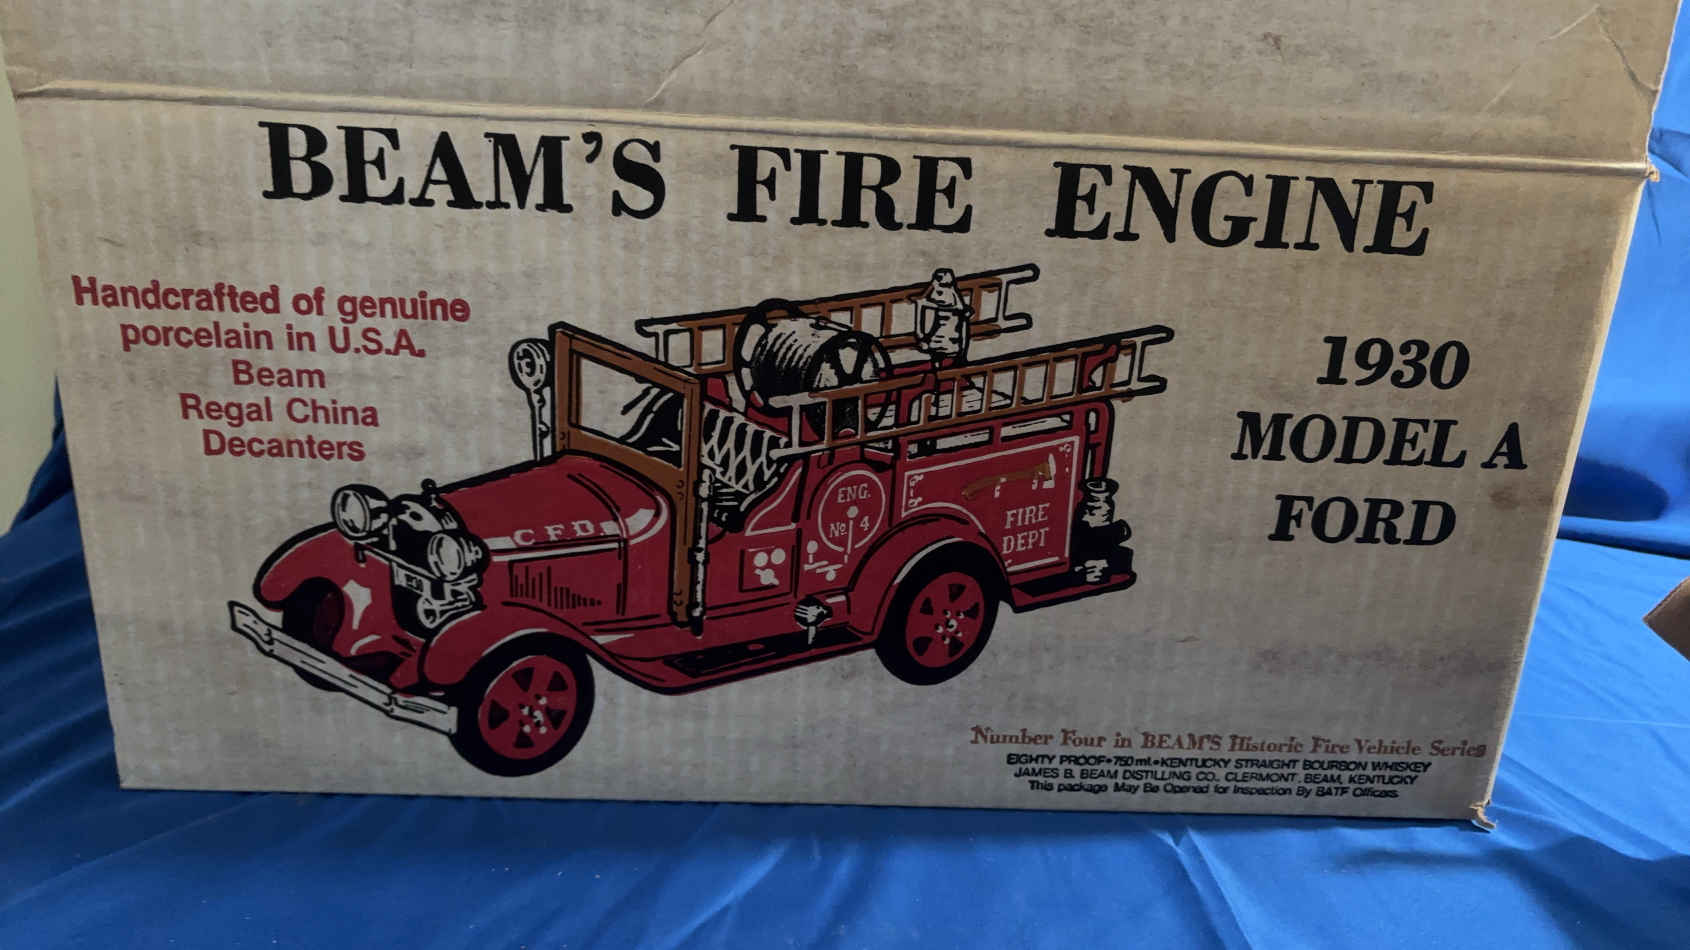 BEAM'S FIRE ENGINE
Handcrafted of genuine
porcelain in U.S.A.
Beam
Regal China
Decanters
1930
MODEL A
FORD
C F D
ENG.
No 4
FIRE
DEPT
Number Four in BEAM'S Historic Fire Vehicle Series
EIGHTY PROOF•750 ml.•KENTUCKY STRAIGHT BOURBON WHISKEY
JAMES B. BEAM DISTILLING CO., CLERMONT, BEAM, KENTUCKY
This package May Be Opened for Inspection By BATF Officers